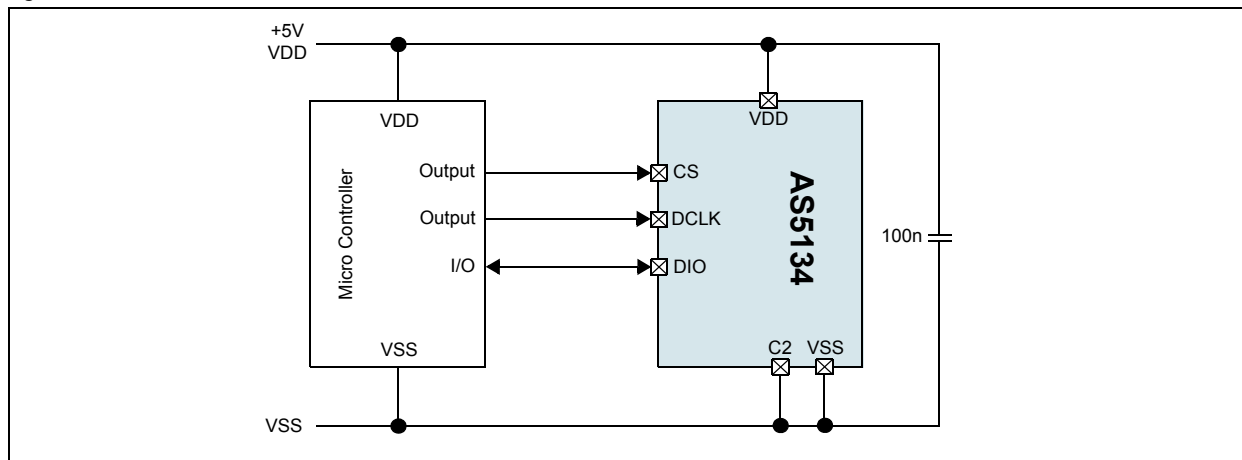 +5V
VDD
VDD
VDD
Micro Controller
Output
CS
Output
DCLK
I/O
DIO
AS5134
100n
VSS
C2
VSS
VSS